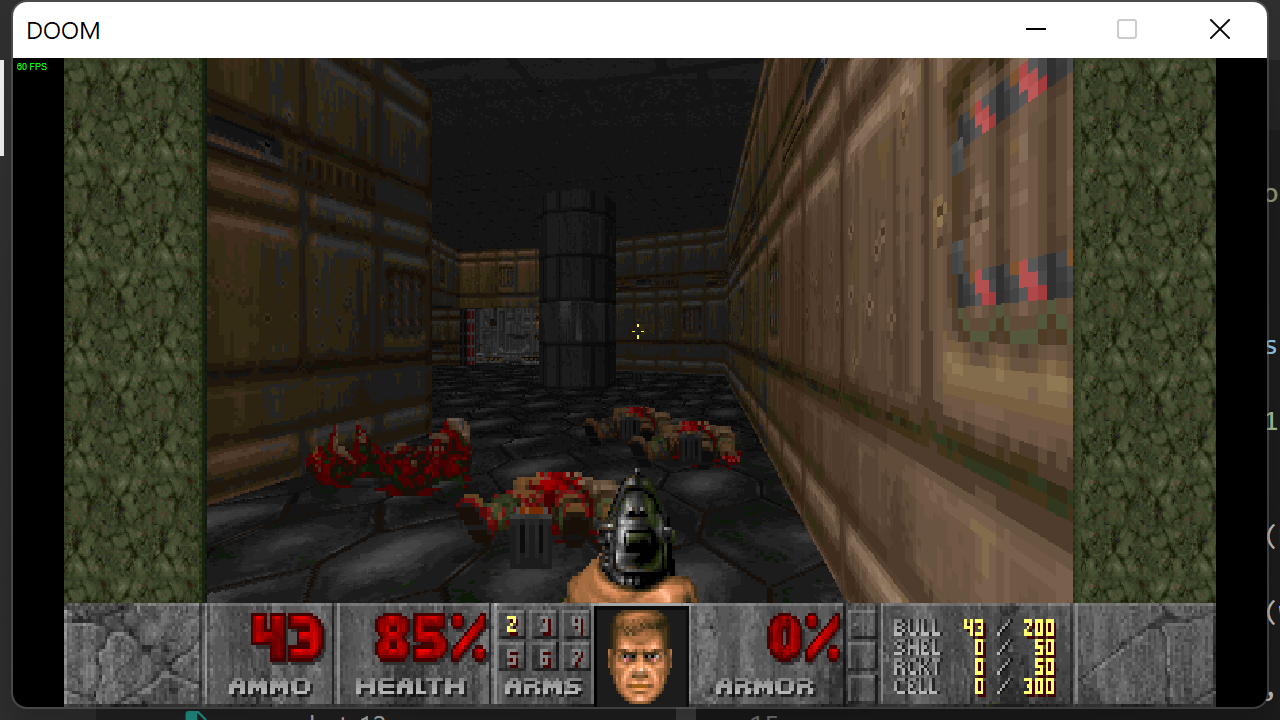 DOOM
60 FPS
43 85% 2 3 4 0% BULL 43 / 200
5 6 7 SHEL 0 / 50
RCKT 0 / 50
AMMO HEALTH ARMS ARMOR CELL 0 / 300